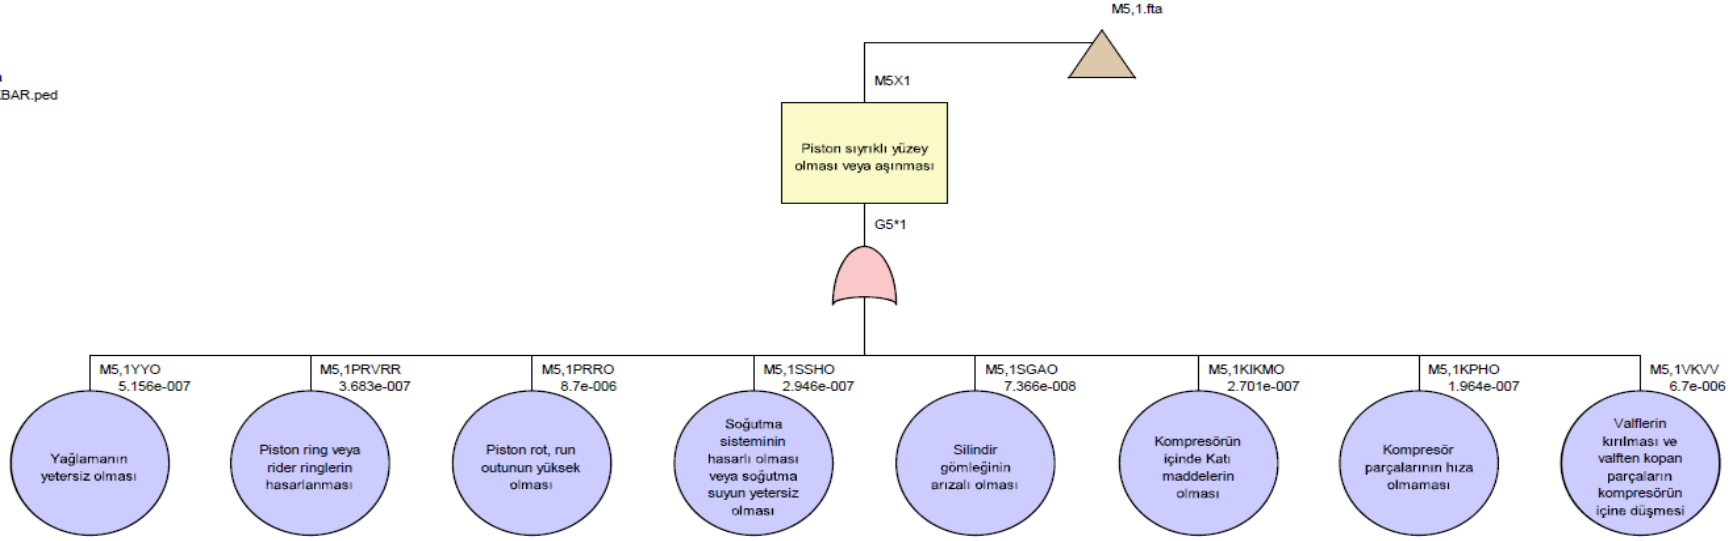 M5,1.fta
BAR.ped
M5X1
Piston sıyrıklı yüzey
olması veya aşınması
G5*1
M5,1YYO
5.156e-007
Yağlamanın
yetersiz olması
M5,1PRVRR
3.683e-007
Piston ring veya
rider ringlerin
hasarlanması
M5,1PRRO
8.7e-006
Piston rot, run
outunun yüksek
olması
M5,1SSHO
2.946e-007
Soğutma
sisteminin
hasarlı olması
veya soğutma
suyun yetersiz
olması
M5,1SGAO
7.366e-008
Silindir
gömleğinin
arızalı olması
M5,1KIKMO
2.701e-007
Kompresörün
içinde Katı
maddelerin
olması
M5,1KPHO
1.964e-007
Kompresör
parçalarının hıza
olmaması
M5,1VKVV
6.7e-006
Valflerin
kırılması ve
valften kopan
parçaların
kompresörün
içine düşmesi